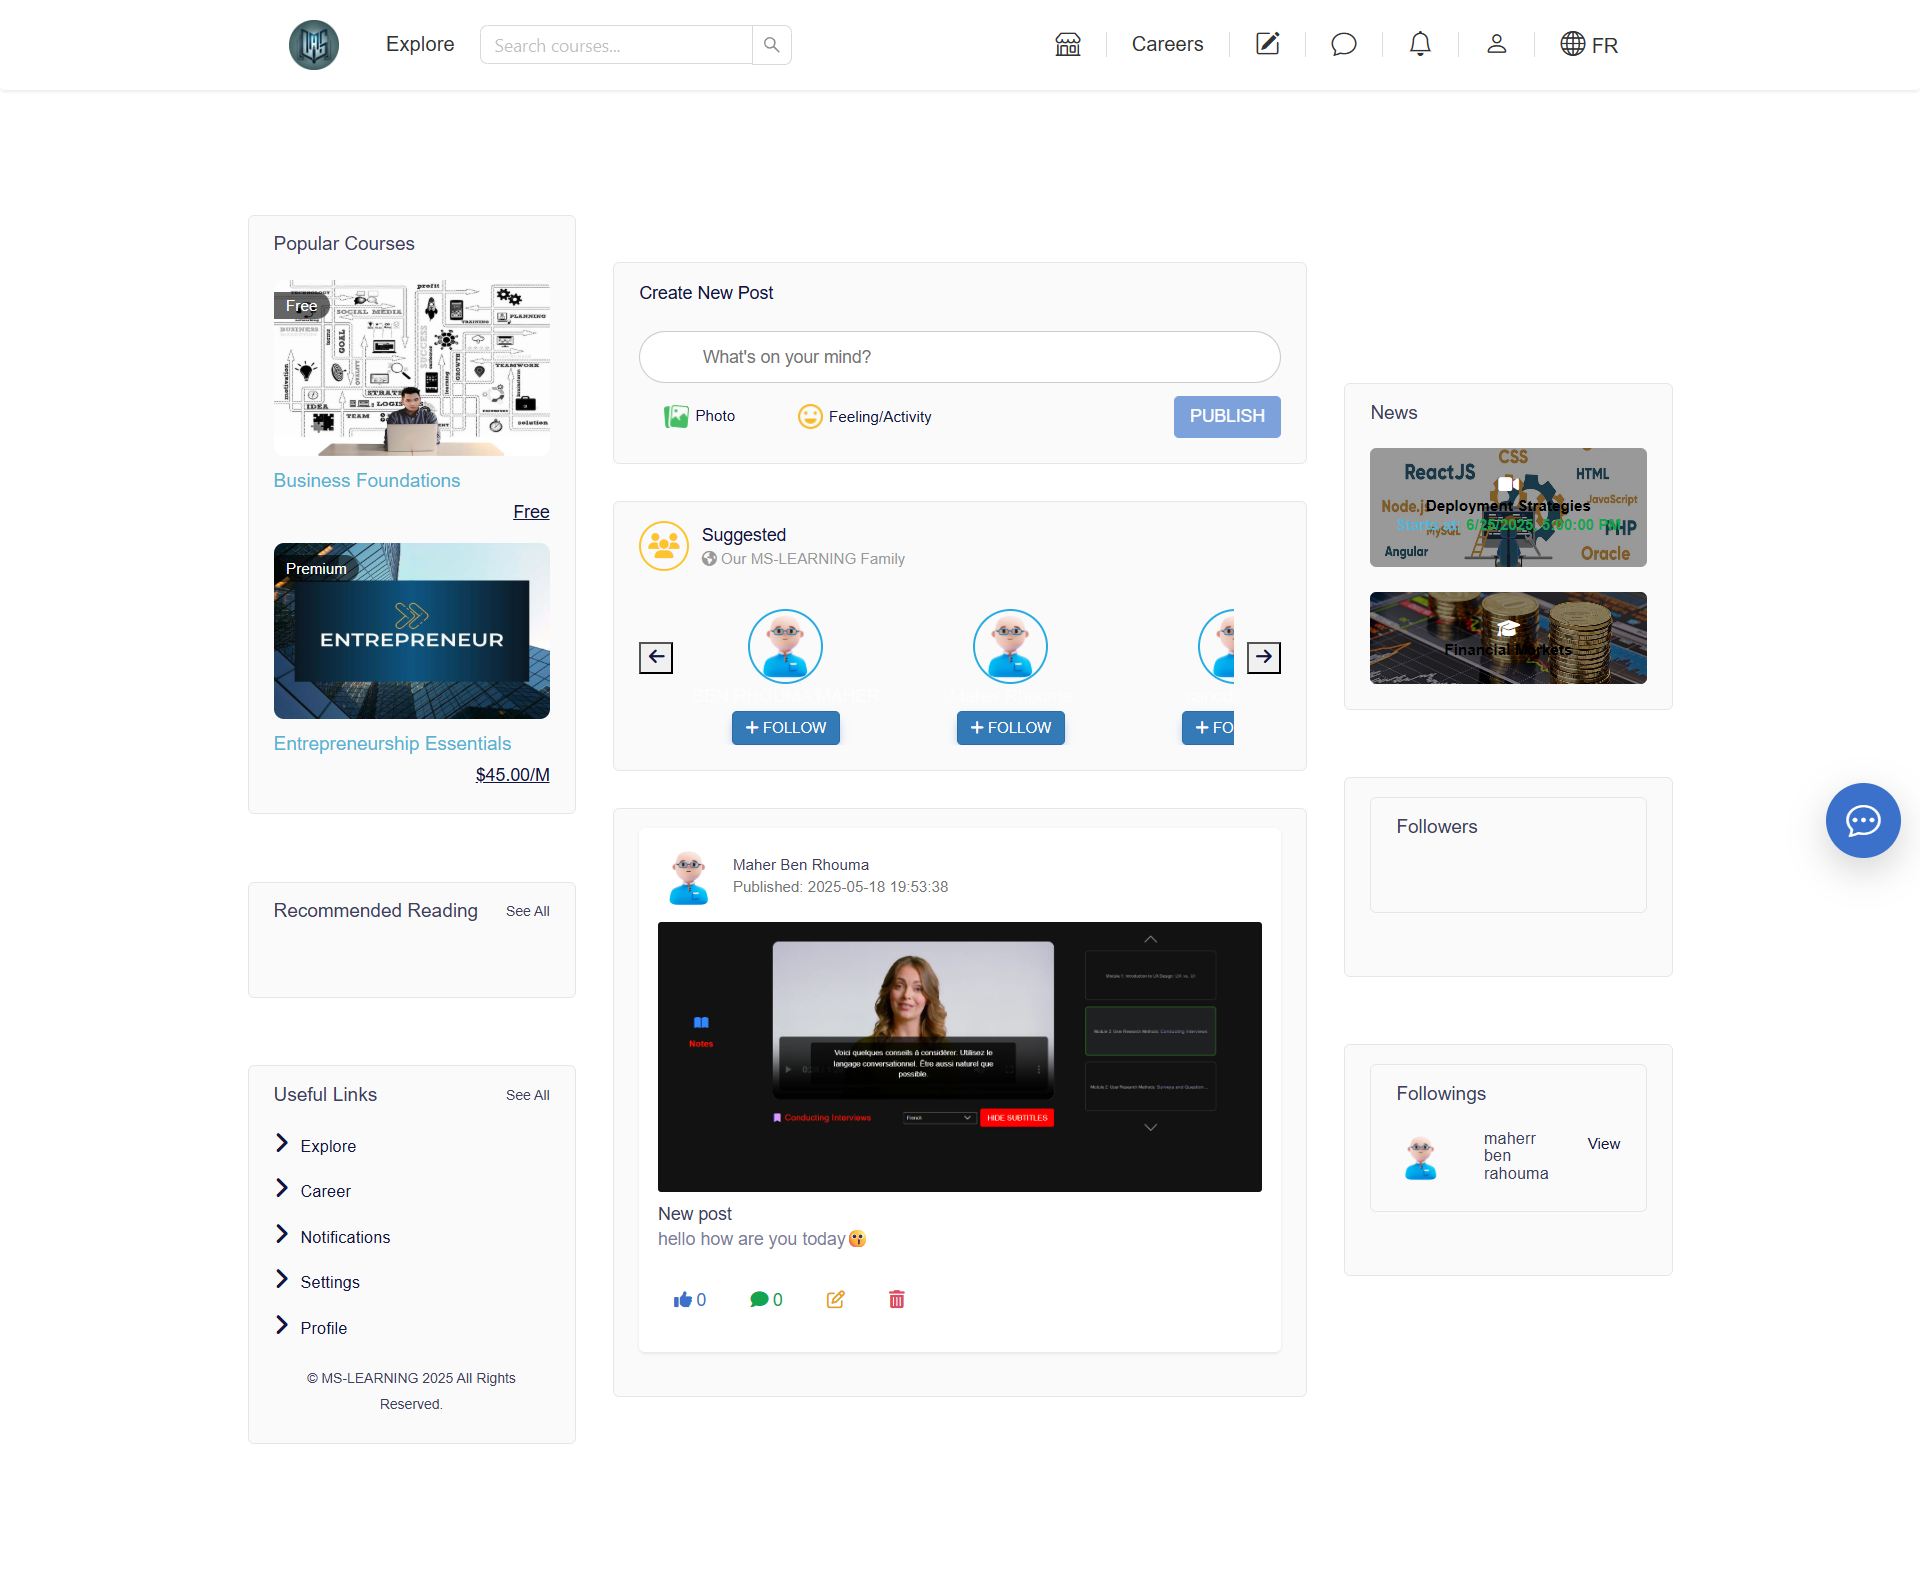 Explore
Search courses...
Careers
FR
Popular Courses
Free
Business Foundations
Free
Premium
ENTREPRENEUR
Entrepreneurship Essentials
$45.00/M
Recommended Reading
See All
Useful Links
See All
Explore
Career
Notifications
Settings
Profile
© MS-LEARNING 2025 All Rights
Reserved.
Create New Post
What's on your mind?
Photo
Feeling/Activity
PUBLISH
Suggested
Our MS-LEARNING Family
FOLLOW
FOLLOW
FO
Maher Ben Rhouma
Published: 2025-05-18 19:53:38
Notes
Voici quelques conseils à considérer. Utilisez le
langage conversationnel. Être aussi naturel que
possible.
Conducting Interviews
French
HIDE SUBTITLES
New post
hello how are you today
0
0
News
ReactJS
CSS
HTML
Node.js
JavaScript
Deployment Strategies
6/25/2025, 5:00:00 PM
MySQL
PHP
Angular
Oracle
Financial Markets
Followers
Followings
maherr
ben
rahouma
View